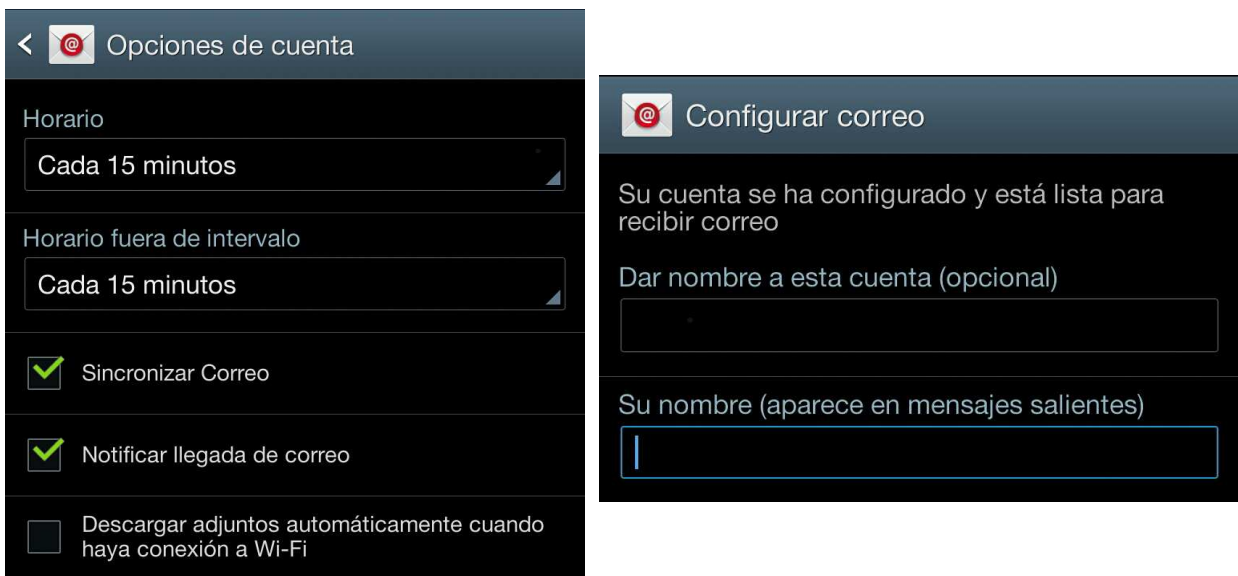 Opciones de cuenta
Horario
Cada 15 minutos
Horario fuera de intervalo
Cada 15 minutos
Sincronizar Correo
Notificar llegada de correo
Descargar adjuntos automáticamente cuando
haya conexión a Wi-Fi
Configurar correo
Su cuenta se ha configurado y está lista para
recibir correo
Dar nombre a esta cuenta (opcional)
Su nombre (aparece en mensajes salientes)